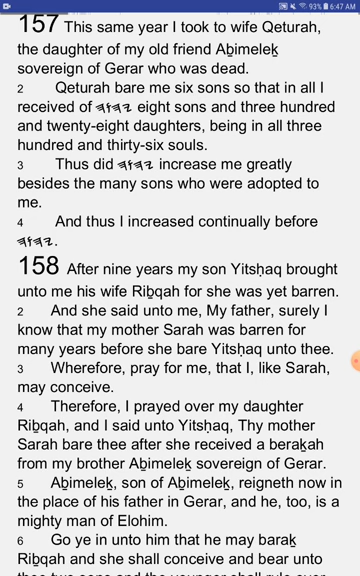 93% 6:47 AM
157 This same year I took to wife Qeturah,
the daughter of my old friend Aḇimeleḵ
sovereign of Gerar who was dead.
2 Qeturah bare me six sons so that in all I
received of 𐤉𐤄𐤅𐤄 eight sons and three hundred
and twenty-eight daughters, being in all three
hundred and thirty-six souls.
3 Thus did 𐤉𐤄𐤅𐤄 increase me greatly
besides the many sons who were adopted to
me.
4 And thus I increased continually before
𐤉𐤄𐤅𐤄.
158 After nine years my son Yitsḥaq brought
unto me his wife Riḇqah for she was yet barren.
2 And she said unto me, My father, surely I
know that my mother Sarah was barren for
many years before she bare Yitsḥaq unto thee.
3 Wherefore, pray for me, that I, like Sarah,
may conceive.
4 Therefore, I prayed over my daughter
Riḇqah, and I said unto Yitsḥaq, Thy mother
Sarah bare thee after she received a beraḵah
from my brother Aḇimeleḵ sovereign of Gerar.
5 Aḇimeleḵ, son of Aḇimeleḵ, reigneth now in
the place of his father in Gerar, and he, too, is a
mighty man of Elohim.
6 Go ye in unto him that he may baraḵ
Riḇqah and she shall conceive and bear unto
thee two sons and the younger shall rule over